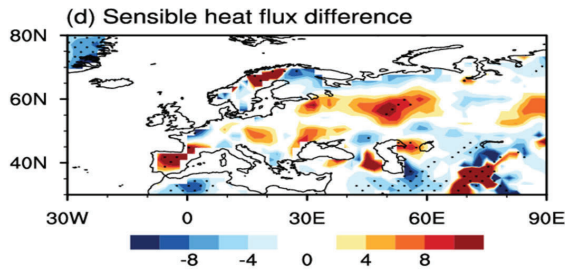 (d) Sensible heat flux difference
80N
60N
40N
30W 0 30E 60E 90E
-8 -4 0 4 8